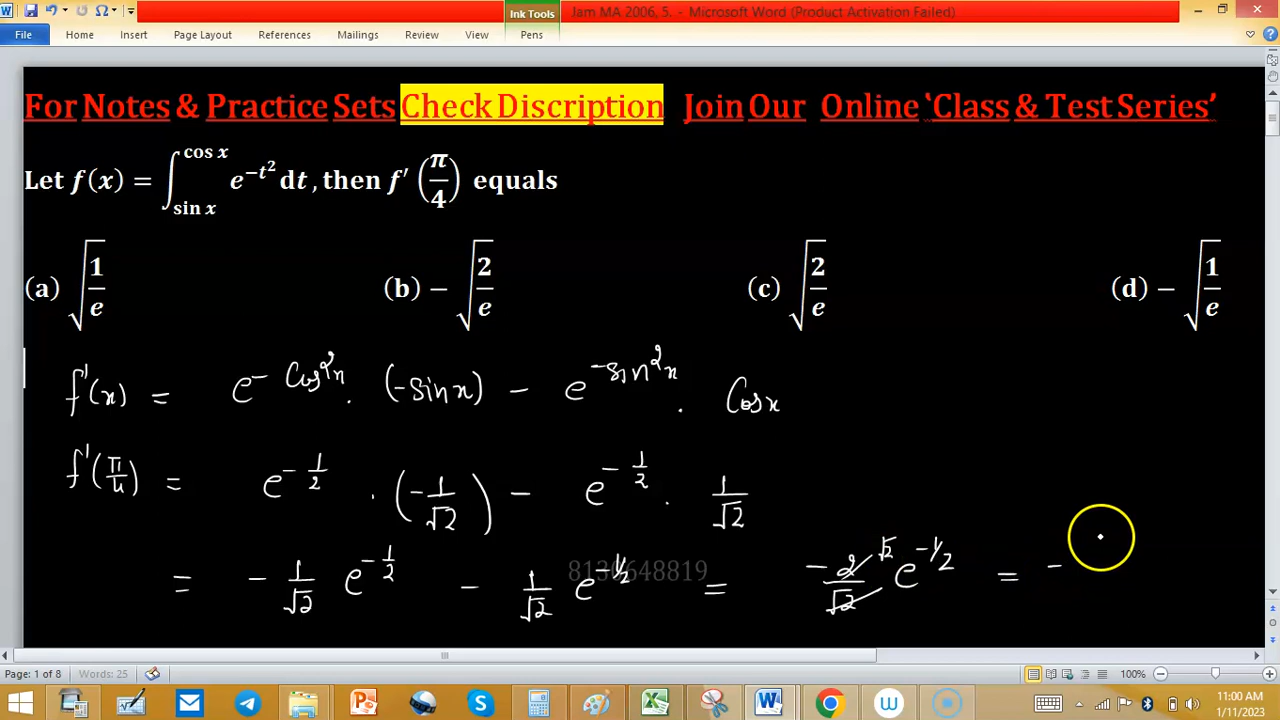 Jam MA 2006, 5. - Microsoft Word (Product Activation Failed)
Ink Tools
File Home Insert Page Layout References Mailings Review View Pens
For Notes & Practice Sets Check Discription Join Our Online ‘Class & Test Series’
Let f(x) = ∫_{sin x}^{cos x} e^{-t²} dt , then f′(π/4) equals
(a) √(1/e) (b) − √(2/e) (c) √(2/e) (d) − √(1/e)
f'(x) = e^{-cos²x} . (-sin x) - e^{-sin²x} . Cos x
f'(π/4) = e^{-1/2} . (-1/√2) - e^{-1/2} . 1/√2
= - 1/√2 e^{-1/2} - 1/√2 e^{-1/2} = -2/√2 √2 e^{-1/2} = -
8130648819
Page: 1 of 8 Words: 25 100%
11:00 AM
1/11/2023